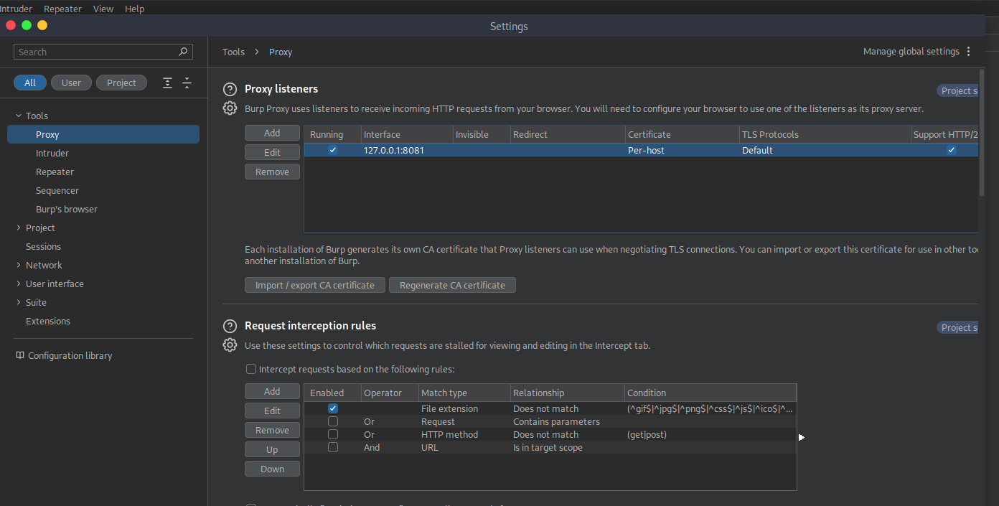 Intruder Repeater View Help
Settings
Search
Tools > Proxy
Manage global settings
All User Project
Tools
Proxy
Intruder
Repeater
Sequencer
Burp's browser
Project
Sessions
Network
User interface
Suite
Extensions
Configuration library
Proxy listeners
Project s
Burp Proxy uses listeners to receive incoming HTTP requests from your browser. You will need to configure your browser to use one of the listeners as its proxy server.
Add
Edit
Remove
Running Interface Invisible Redirect Certificate TLS Protocols Support HTTP/2
127.0.0.1:8081 Per-host Default
Each installation of Burp generates its own CA certificate that Proxy listeners can use when negotiating TLS connections. You can import or export this certificate for use in other too
another installation of Burp.
Import / export CA certificate Regenerate CA certificate
Request interception rules
Project s
Use these settings to control which requests are stalled for viewing and editing in the Intercept tab.
Intercept requests based on the following rules:
Add
Edit
Remove
Up
Down
Enabled Operator Match type Relationship Condition
File extension Does not match (^gif$|^jpg$|^png$|^css$|^js$|^ico$|^...
Or Request Contains parameters
Or HTTP method Does not match (get|post)
And URL Is in target scope